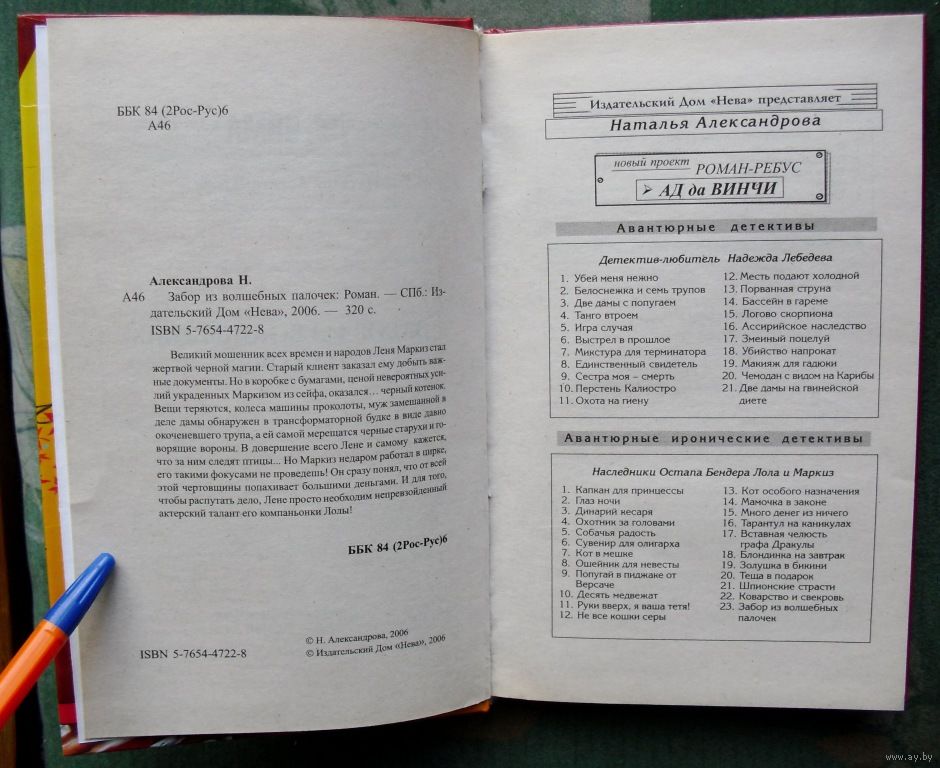 ББК 84 (2Рос-Рус)6
А46
Александрова Н.
А46 Забор из волшебных палочек: Роман. — СПб.: Из-
дательский Дом «Нева», 2006. — 320 с.
ISBN 5-7654-4722-8
Великий мошенник всех времен и народов Леня Маркиз стал
жертвой черной магии. Старый клиент заказал ему добыть важ-
ные документы. Но в коробке с бумагами, ценой невероятных уси-
лий украденных Маркизом из сейфа, оказался... черный котенок.
Вещи теряются, колеса машины проколоты, муж замешанной в
деле дамы обнаружен в трансформаторной будке в виде давно
окоченевшего трупа, а ей самой мерещатся черные старухи и го-
ворящие вороны. В довершение всего Лене и самому кажется,
что за ним следят птицы... Но Маркиз недаром работал в цирке,
его такими фокусами не проведешь! Он сразу понял, что от всей
этой чертовщины попахивает большими деньгами. И для того,
чтобы распутать дело, Лене просто необходим непревзойденный
актерский талант его компаньонки Лолы!
ББК 84 (2Рос-Рус)6
ISBN 5-7654-4722-8
© Н. Александрова, 2006
© Издательский Дом «Нева», 2006
Издательский Дом «Нева» представляет
Наталья Александрова
новый проект РОМАН-РЕБУС
➢ АД да ВИНЧИ
Авантюрные детективы
Детектив-любитель Надежда Лебедева
1. Убей меня нежно
2. Белоснежка и семь трупов
3. Две дамы с попугаем
4. Танго втроем
5. Игра случая
6. Выстрел в прошлое
7. Микстура для терминатора
8. Единственный свидетель
9. Сестра моя – смерть
10. Перстень Калиостро
11. Охота на гиену
12. Месть подают холодной
13. Порванная струна
14. Бассейн в гареме
15. Логово скорпиона
16. Ассирийское наследство
17. Змеиный поцелуй
18. Убийство напрокат
19. Макияж для гадюки
20. Чемодан с видом на Карибы
21. Две дамы на гвинейской
диете
Авантюрные иронические детективы
Наследники Остапа Бендера Лола и Маркиз
1. Капкан для принцессы
2. Глаз ночи
3. Динарий кесаря
4. Охотник за головами
5. Собачья радость
6. Сувенир для олигарха
7. Кот в мешке
8. Ошейник для невесты
9. Попугай в пиджаке от
Версаче
10. Десять медвежат
11. Руки вверх, я ваша тетя!
12. Не все кошки серы
13. Кот особого назначения
14. Мамочка в законе
15. Много денег из ничего
16. Тарантул на каникулах
17. Вставная челюсть
графа Дракулы
18. Блондинка на завтрак
19. Золушка в бикини
20. Теща в подарок
21. Шпионские страсти
22. Коварство и свекровь
23. Забор из волшебных
палочек
www.ay.by